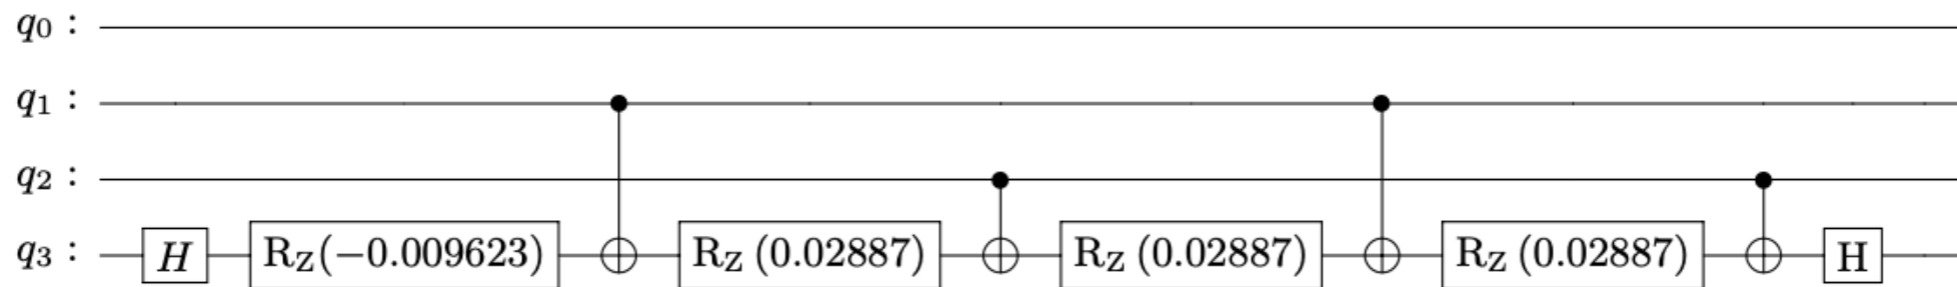 q0 :
q1 :
q2 :
q3 : H RZ(−0.009623) RZ (0.02887) RZ (0.02887) RZ (0.02887) H